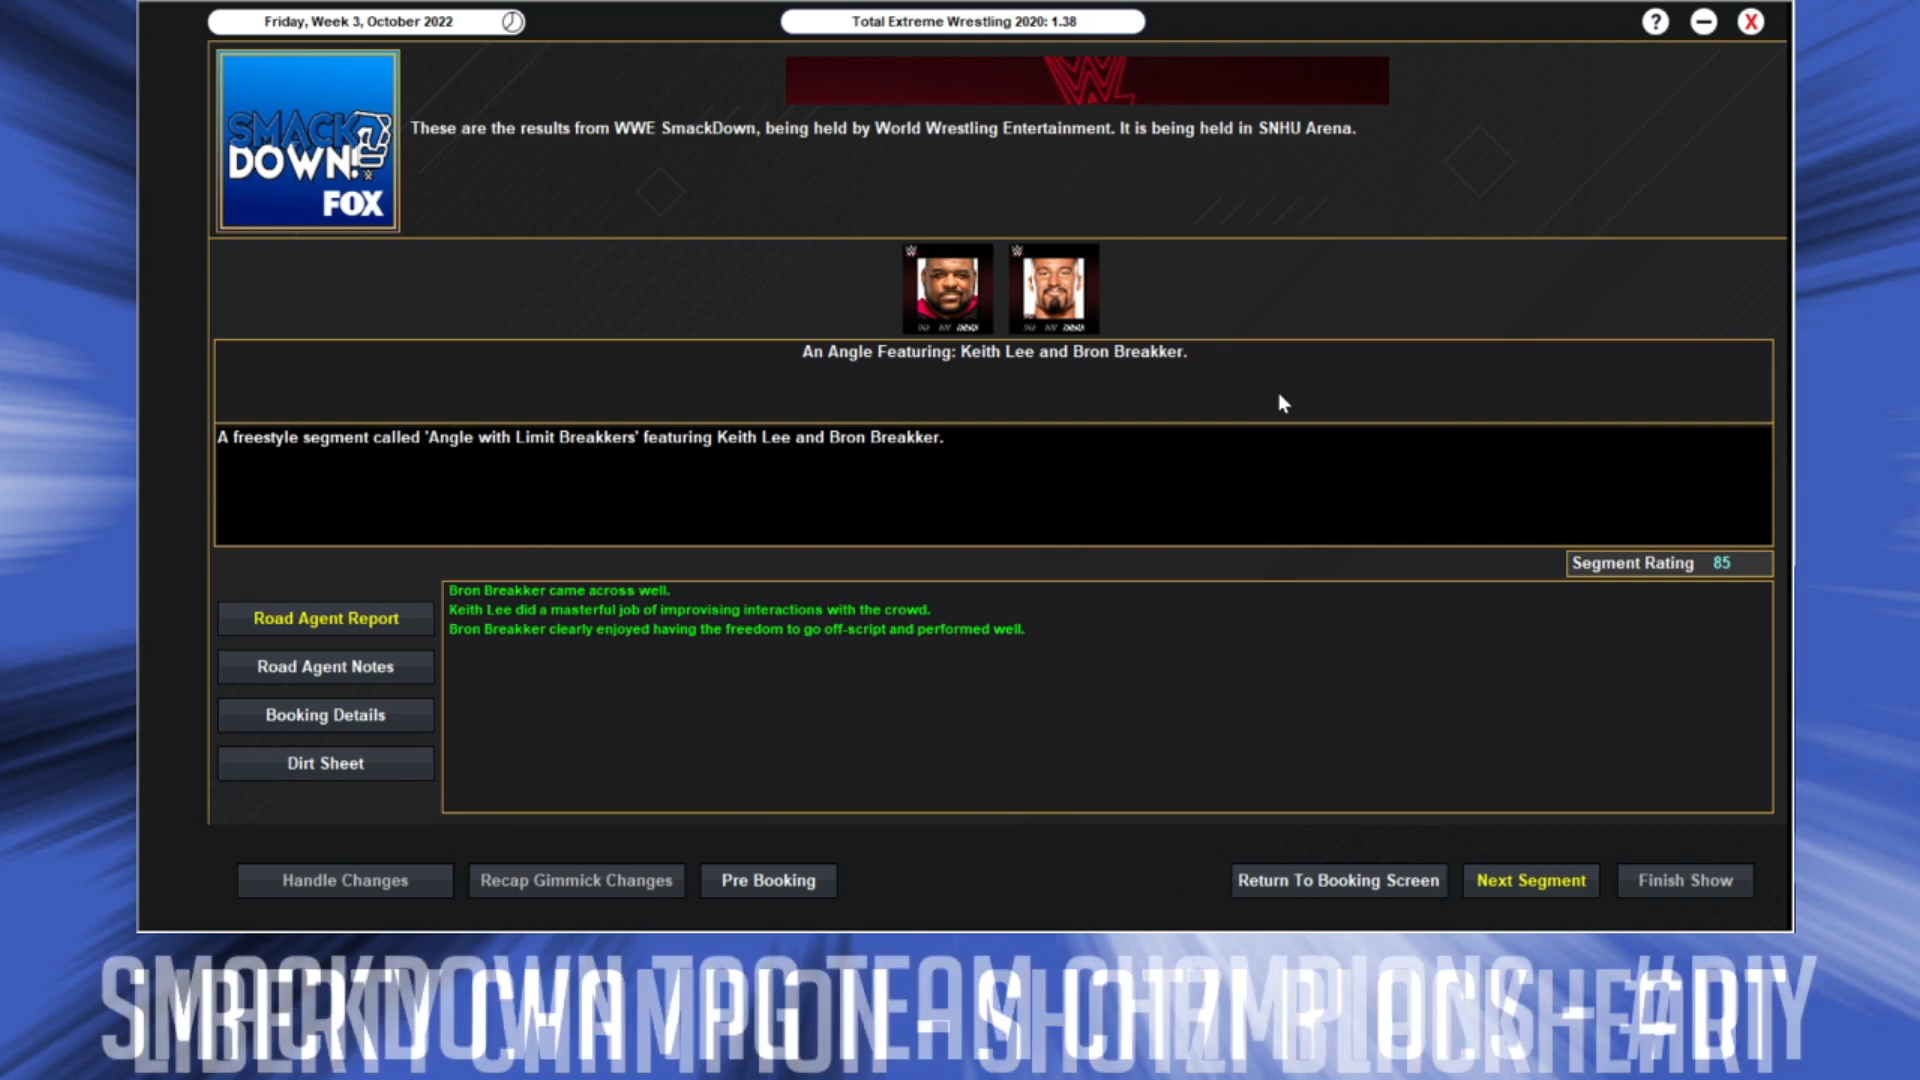 Friday, Week 3, October 2022
Total Extreme Wrestling 2020: 1.38
?
X
SMACK
DOWN!
FOX
These are the results from WWE SmackDown, being held by World Wrestling Entertainment. It is being held in SNHU Arena.
An Angle Featuring: Keith Lee and Bron Breakker.
A freestyle segment called 'Angle with Limit Breakkers' featuring Keith Lee and Bron Breakker.
Segment Rating 85
Bron Breakker came across well.
Keith Lee did a masterful job of improvising interactions with the crowd.
Bron Breakker clearly enjoyed having the freedom to go off-script and performed well.
Road Agent Report
Road Agent Notes
Booking Details
Dirt Sheet
Handle Changes
Recap Gimmick Changes
Pre Booking
Return To Booking Screen
Next Segment
Finish Show
SMACKDOWN TAG TEAM CHAMPIONS - #DIY